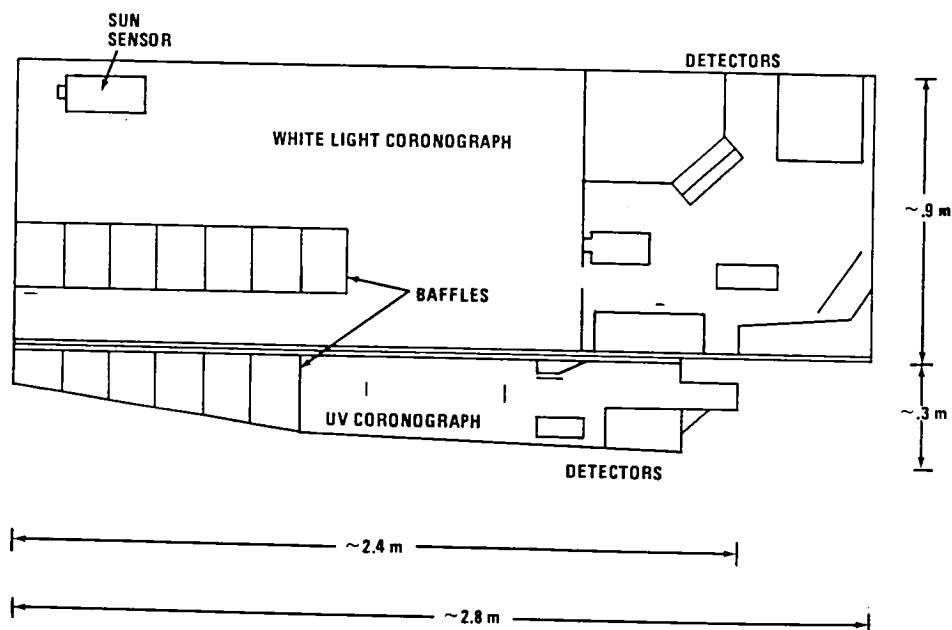 SUN
SENSOR
DETECTORS
WHITE LIGHT CORONOGRAPH
~.9 m
BAFFLES
UV CORONOGRAPH
~.3 m
DETECTORS
~2.4 m
~2.8 m